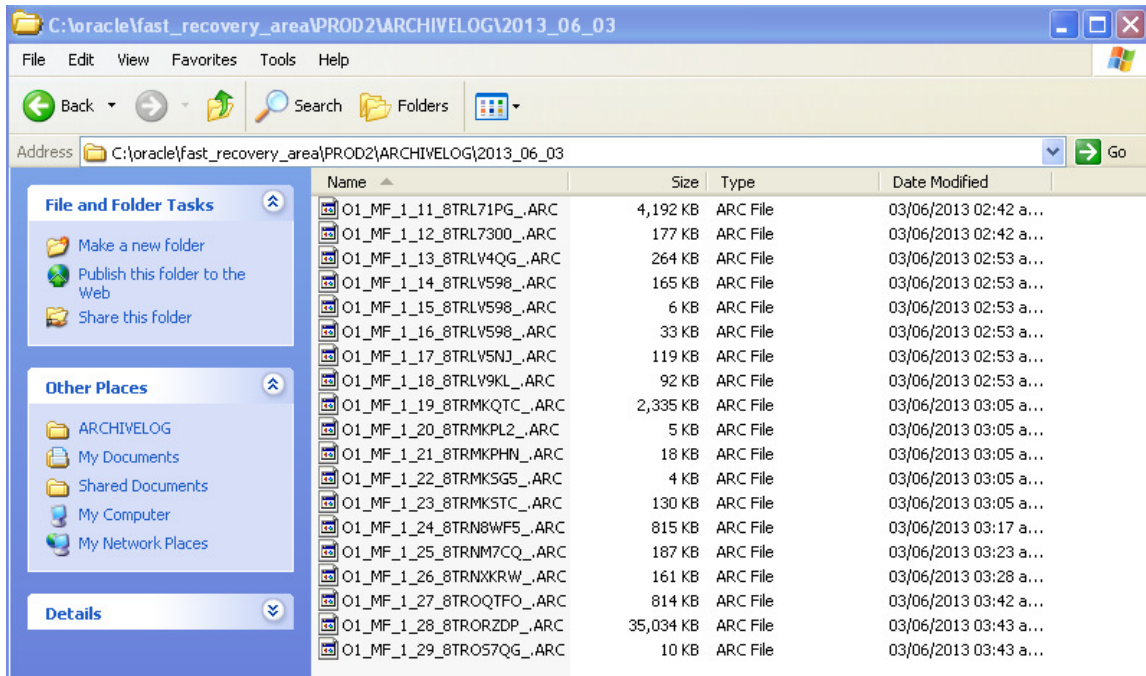 C:\oracle\fast_recovery_area\PROD2\ARCHIVELOG\2013_06_03
File Edit View Favorites Tools Help
Back Search Folders
Address C:\oracle\fast_recovery_area\PROD2\ARCHIVELOG\2013_06_03 Go
File and Folder Tasks
Make a new folder
Publish this folder to the
Web
Share this folder
Other Places
ARCHIVELOG
My Documents
Shared Documents
My Computer
My Network Places
Details
Name Size Type Date Modified
O1_MF_1_11_8TRL71PG_.ARC 4,192 KB ARC File 03/06/2013 02:42 a...
O1_MF_1_12_8TRL7300_.ARC 177 KB ARC File 03/06/2013 02:42 a...
O1_MF_1_13_8TRLV4QG_.ARC 264 KB ARC File 03/06/2013 02:53 a...
O1_MF_1_14_8TRLV598_.ARC 165 KB ARC File 03/06/2013 02:53 a...
O1_MF_1_15_8TRLV598_.ARC 6 KB ARC File 03/06/2013 02:53 a...
O1_MF_1_16_8TRLV598_.ARC 33 KB ARC File 03/06/2013 02:53 a...
O1_MF_1_17_8TRLV5NJ_.ARC 119 KB ARC File 03/06/2013 02:53 a...
O1_MF_1_18_8TRLV9KL_.ARC 92 KB ARC File 03/06/2013 02:53 a...
O1_MF_1_19_8TRMKQTC_.ARC 2,335 KB ARC File 03/06/2013 03:05 a...
O1_MF_1_20_8TRMKPL2_.ARC 5 KB ARC File 03/06/2013 03:05 a...
O1_MF_1_21_8TRMKPHN_.ARC 18 KB ARC File 03/06/2013 03:05 a...
O1_MF_1_22_8TRMKSG5_.ARC 4 KB ARC File 03/06/2013 03:05 a...
O1_MF_1_23_8TRMKSTC_.ARC 130 KB ARC File 03/06/2013 03:05 a...
O1_MF_1_24_8TRN8WF5_.ARC 815 KB ARC File 03/06/2013 03:17 a...
O1_MF_1_25_8TRNM7CQ_.ARC 187 KB ARC File 03/06/2013 03:23 a...
O1_MF_1_26_8TRNXKRW_.ARC 161 KB ARC File 03/06/2013 03:28 a...
O1_MF_1_27_8TROQTFO_.ARC 814 KB ARC File 03/06/2013 03:42 a...
O1_MF_1_28_8TRORZDP_.ARC 35,034 KB ARC File 03/06/2013 03:43 a...
O1_MF_1_29_8TROS7QG_.ARC 10 KB ARC File 03/06/2013 03:43 a...